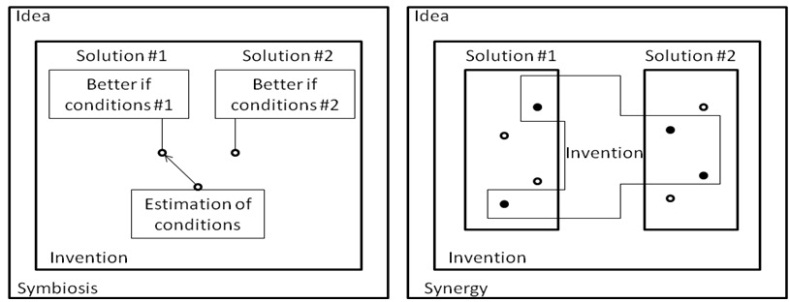 Idea
Solution #1
Solution #2
Better if
conditions #1
Better if
conditions #2
Estimation of
conditions
Invention
Symbiosis
Idea
Solution #1
Solution #2
Invention
Invention
Synergy